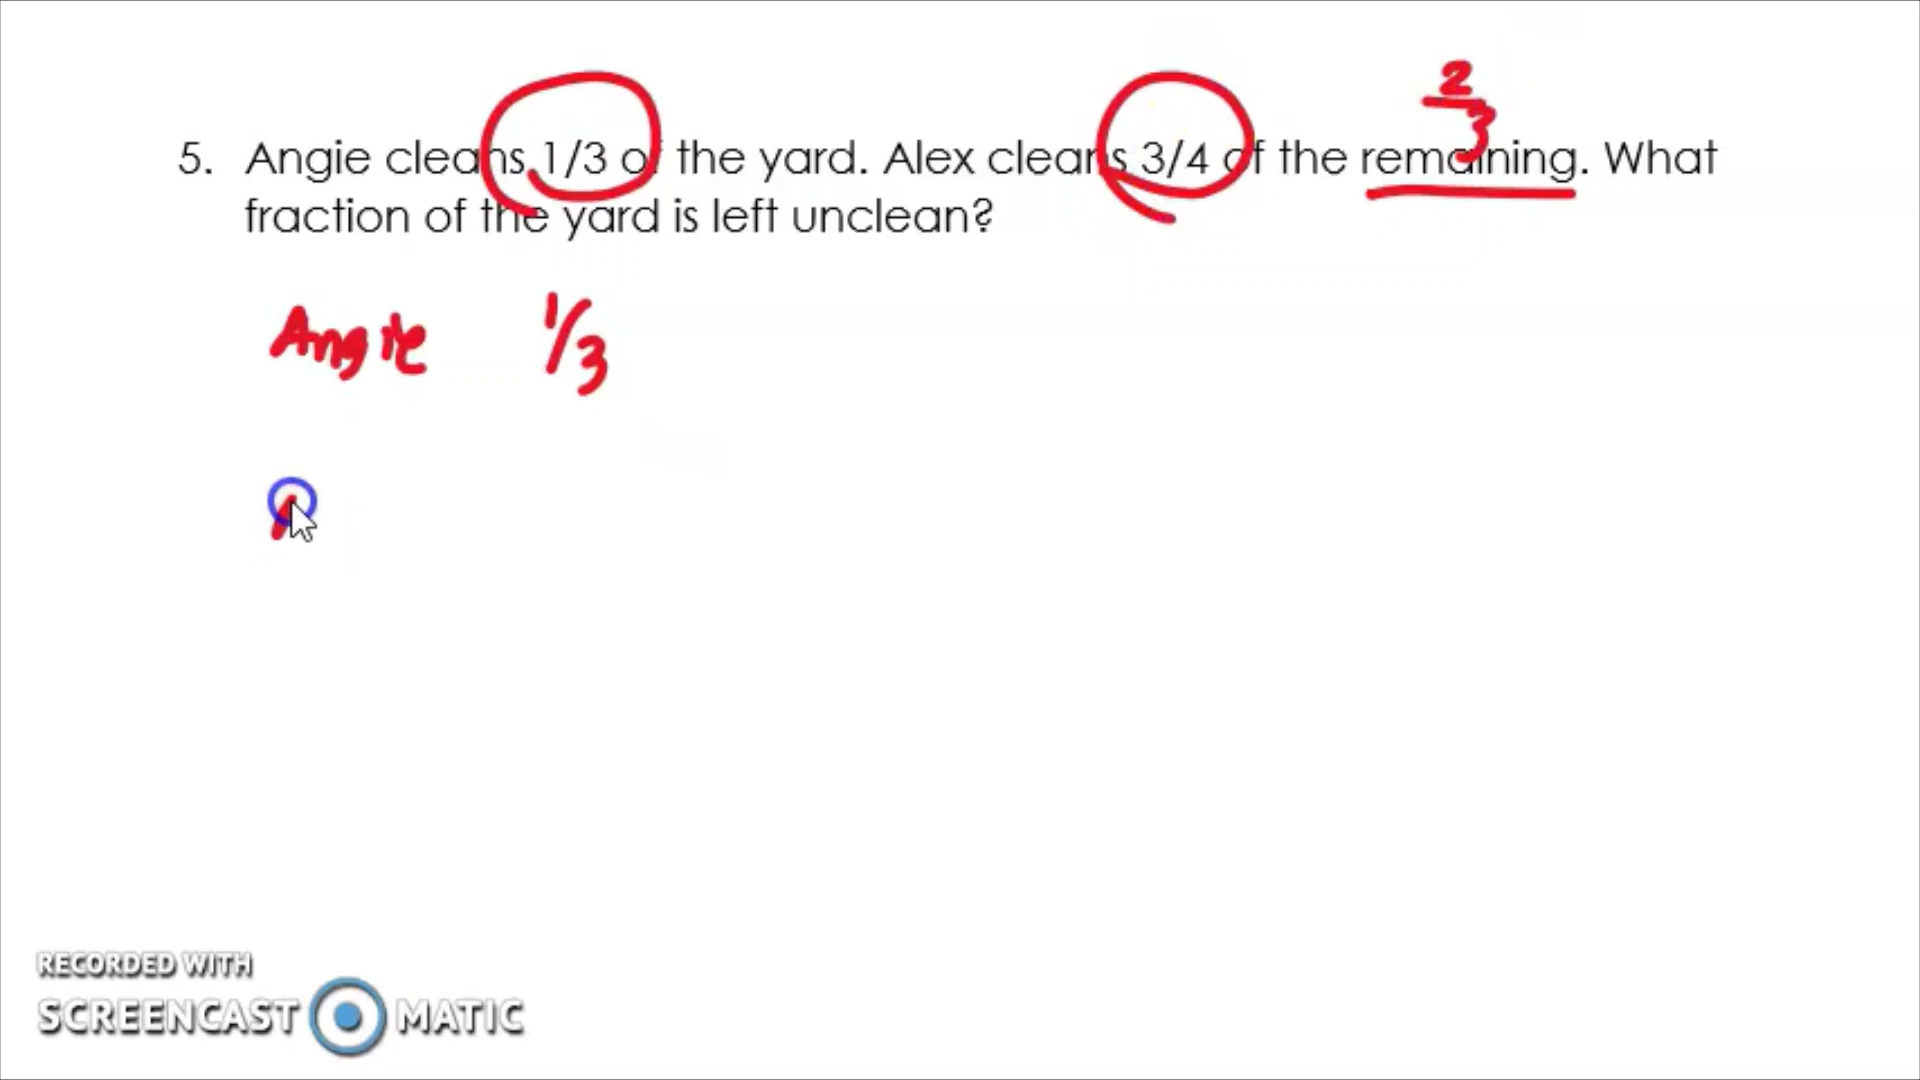 2
3
5. Angie cleans 1/3 of the yard. Alex clears 3/4 of the remaining. What
fraction of the yard is left unclean?
Angie 1/3
RECORDED WITH
SCREENCAST MATIC